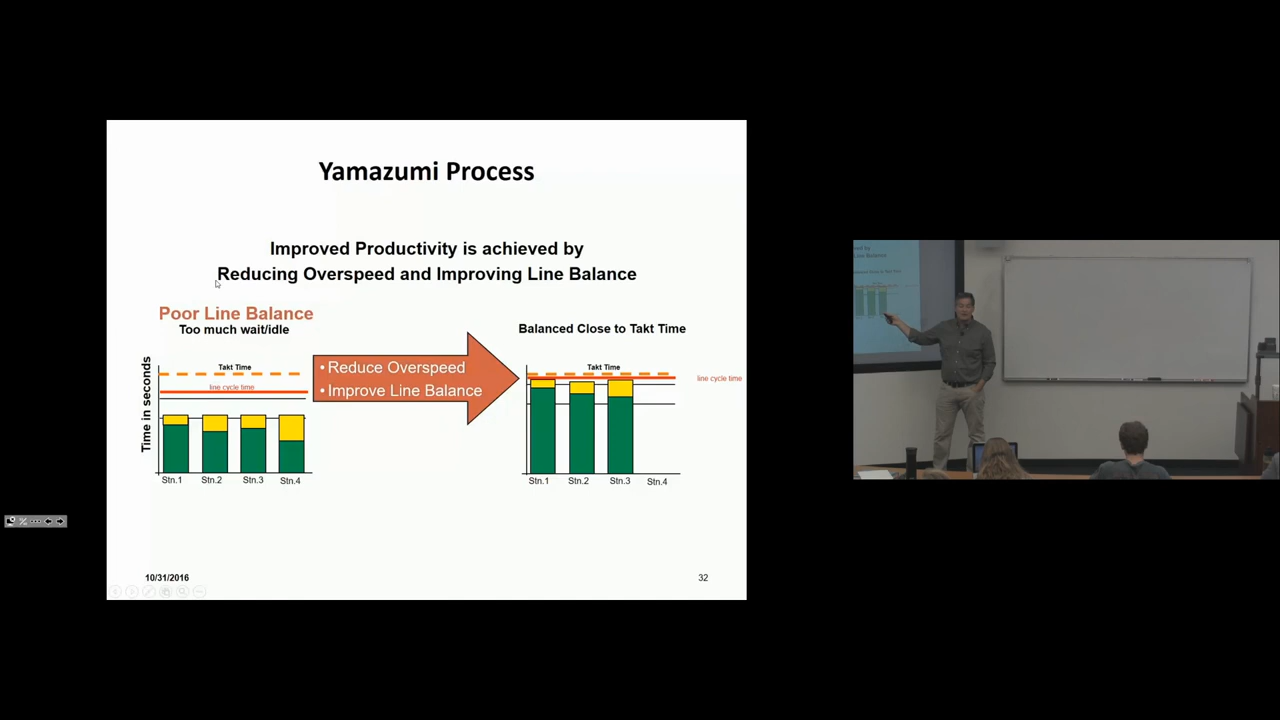 Yamazumi Process
Improved Productivity is achieved by
Reducing Overspeed and Improving Line Balance
Poor Line Balance
Too much wait/idle
Time in seconds
Takt Time
line cycle time
Stn.1 Stn.2 Stn.3 Stn.4
• Reduce Overspeed
• Improve Line Balance
Balanced Close to Takt Time
Takt Time
line cycle time
Stn.1 Stn.2 Stn.3 Stn.4
10/31/2016
32